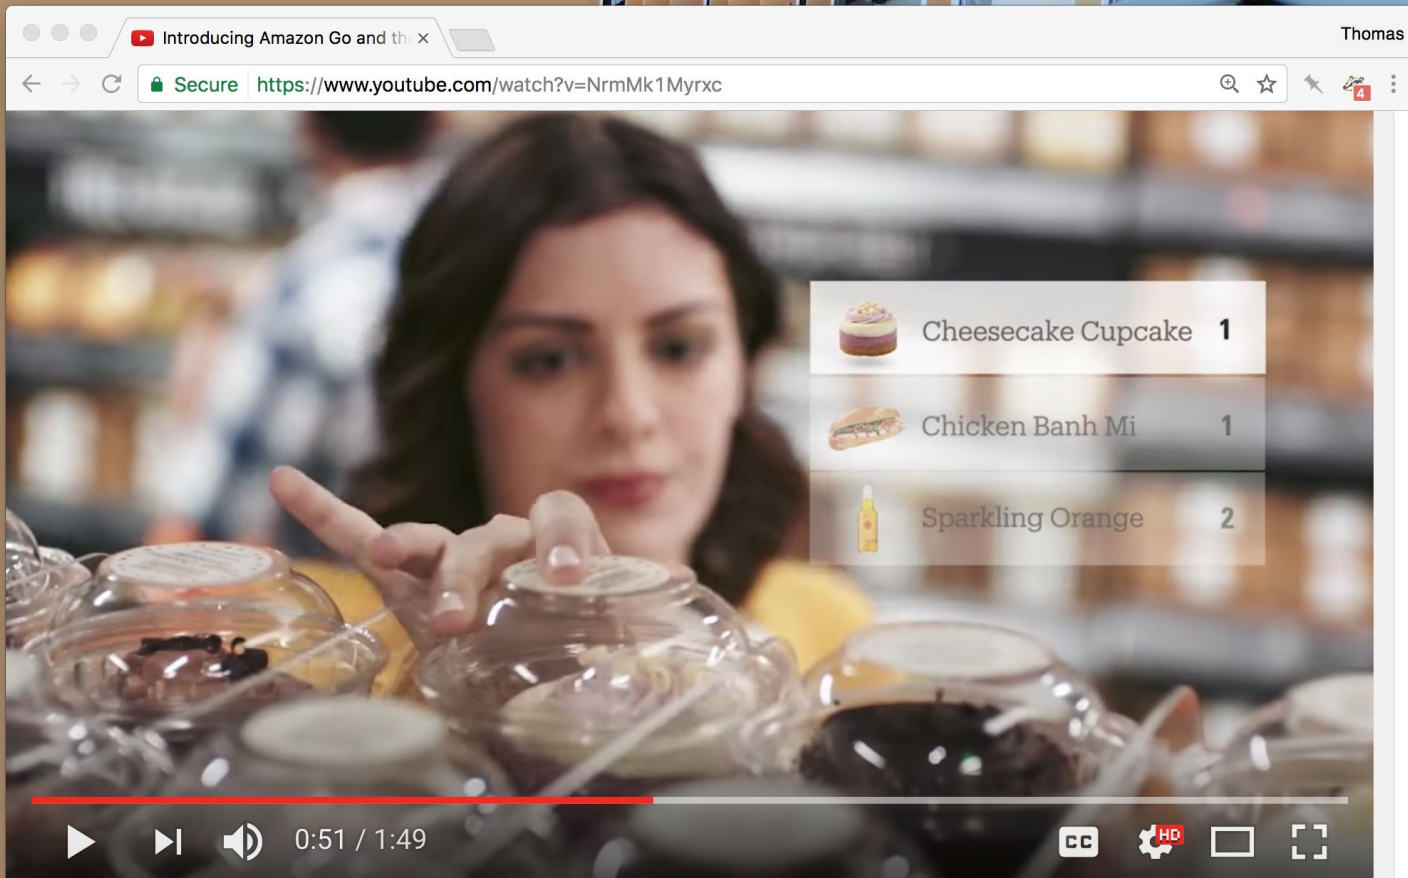 Introducing Amazon Go and th
Thomas
Secure https://www.youtube.com/watch?v=NrmMk1Myrxc
4
Cheesecake Cupcake 1
Chicken Banh Mi 1
Sparkling Orange 2
0:51 / 1:49
CC HD